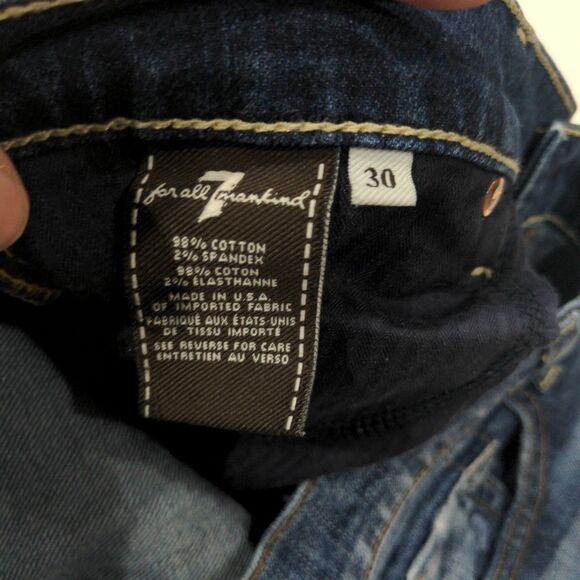 7
for all mankind
30
98% COTTON
2% SPANDEX
98% COTON
2% ELASTHANNE
MADE IN U.S.A.
OF IMPORTED FABRIC
FABRIQUÉ AUX ÉTATS-UNIS
DE TISSU IMPORTÉ
SEE REVERSE FOR CARE
ENTRETIEN AU VERSO